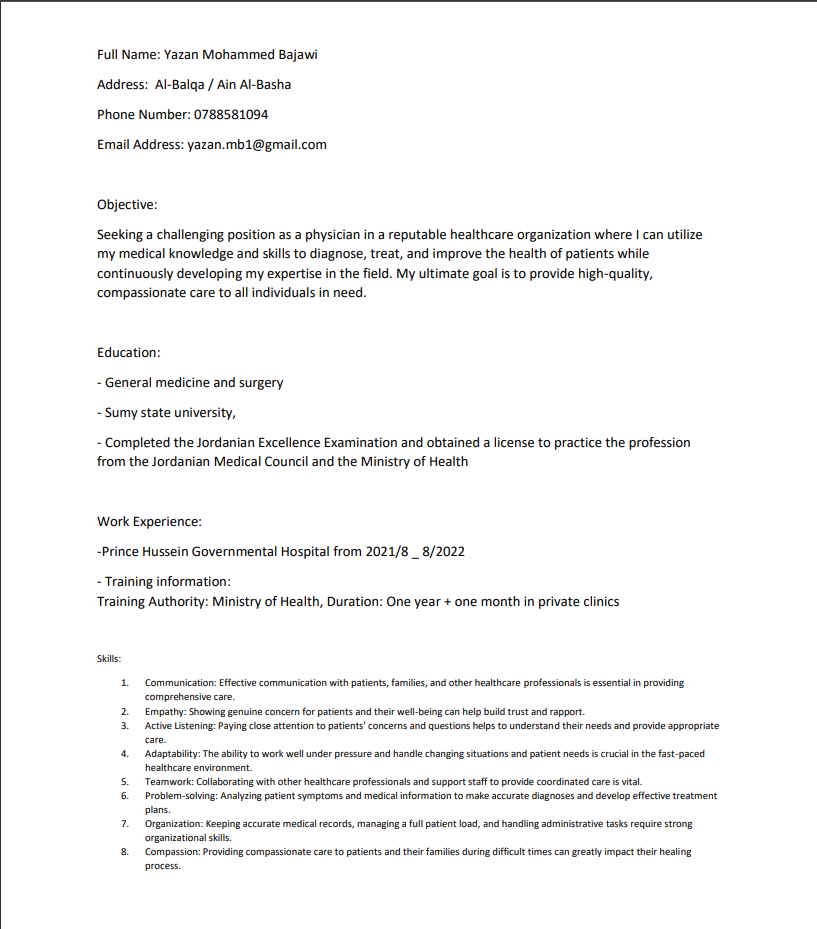 Full Name: Yazan Mohammed Bajawi
Address:  Al-Balqa / Ain Al-Basha
Phone Number: 0788581094
Email Address: yazan.mb1@gmail.com
Objective:
Seeking a challenging position as a physician in a reputable healthcare organization where I can utilize
my medical knowledge and skills to diagnose, treat, and improve the health of patients while
continuously developing my expertise in the field. My ultimate goal is to provide high-quality,
compassionate care to all individuals in need.
Education:
- General medicine and surgery
- Sumy state university,
- Completed the Jordanian Excellence Examination and obtained a license to practice the profession
from the Jordanian Medical Council and the Ministry of Health
Work Experience:
-Prince Hussein Governmental Hospital from 2021/8 _ 8/2022
- Training information:
Training Authority: Ministry of Health, Duration: One year + one month in private clinics
Skills:
1. Communication: Effective communication with patients, families, and other healthcare professionals is essential in providing
comprehensive care.
2. Empathy: Showing genuine concern for patients and their well-being can help build trust and rapport.
3. Active Listening: Paying close attention to patients' concerns and questions helps to understand their needs and provide appropriate
care.
4. Adaptability: The ability to work well under pressure and handle changing situations and patient needs is crucial in the fast-paced
healthcare environment.
5. Teamwork: Collaborating with other healthcare professionals and support staff to provide coordinated care is vital.
6. Problem-solving: Analyzing patient symptoms and medical information to make accurate diagnoses and develop effective treatment
plans.
7. Organization: Keeping accurate medical records, managing a full patient load, and handling administrative tasks require strong
organizational skills.
8. Compassion: Providing compassionate care to patients and their families during difficult times can greatly impact their healing
process.